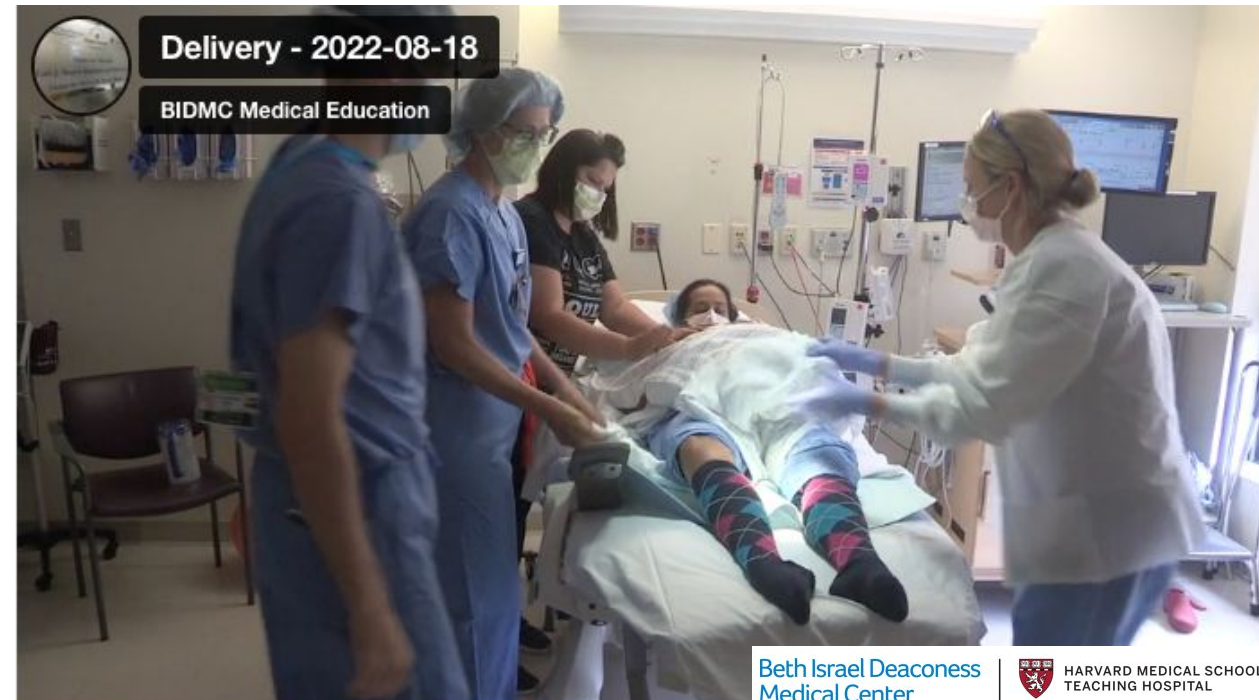 Delivery - 2022-08-18
BIDMC Medical Education
Beth Israel Deaconess
Medical Center
HARVARD MEDICAL SCHOOL
TEACHING HOSPITAL